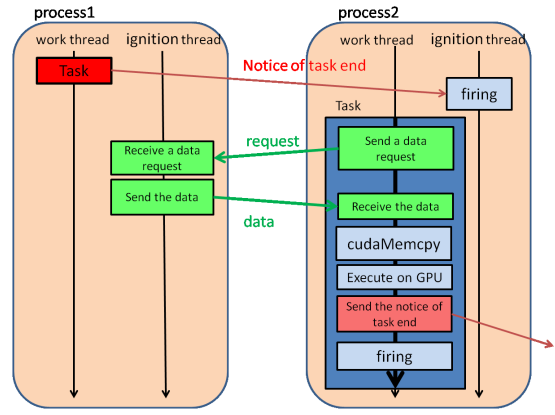 process1
process2
work thread
ignition thread
work thread
ignition thread
Task
Notice of task end
firing
Task
request
Receive a data
request
Send a data
request
Send the data
data
Receive the data
cudaMemcpy
Execute on GPU
Send the notice of
task end
firing